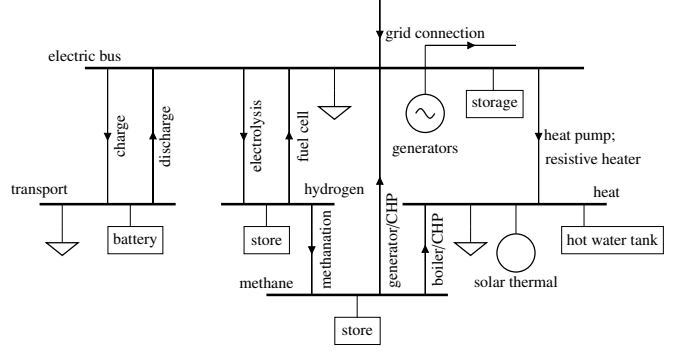 grid connection
electric bus
storage
generators
charge
discharge
electrolysis
fuel cell
heat pump;
resistive heater
transport
hydrogen
heat
battery
store
methanation
generator/CHP
boiler/CHP
hot water tank
solar thermal
methane
store